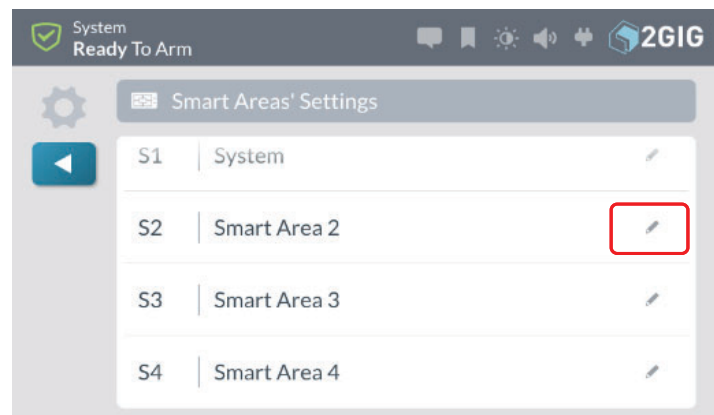 System
Ready To Arm
2GIG
Smart Areas' Settings
S1 System
S2 Smart Area 2
S3 Smart Area 3
S4 Smart Area 4